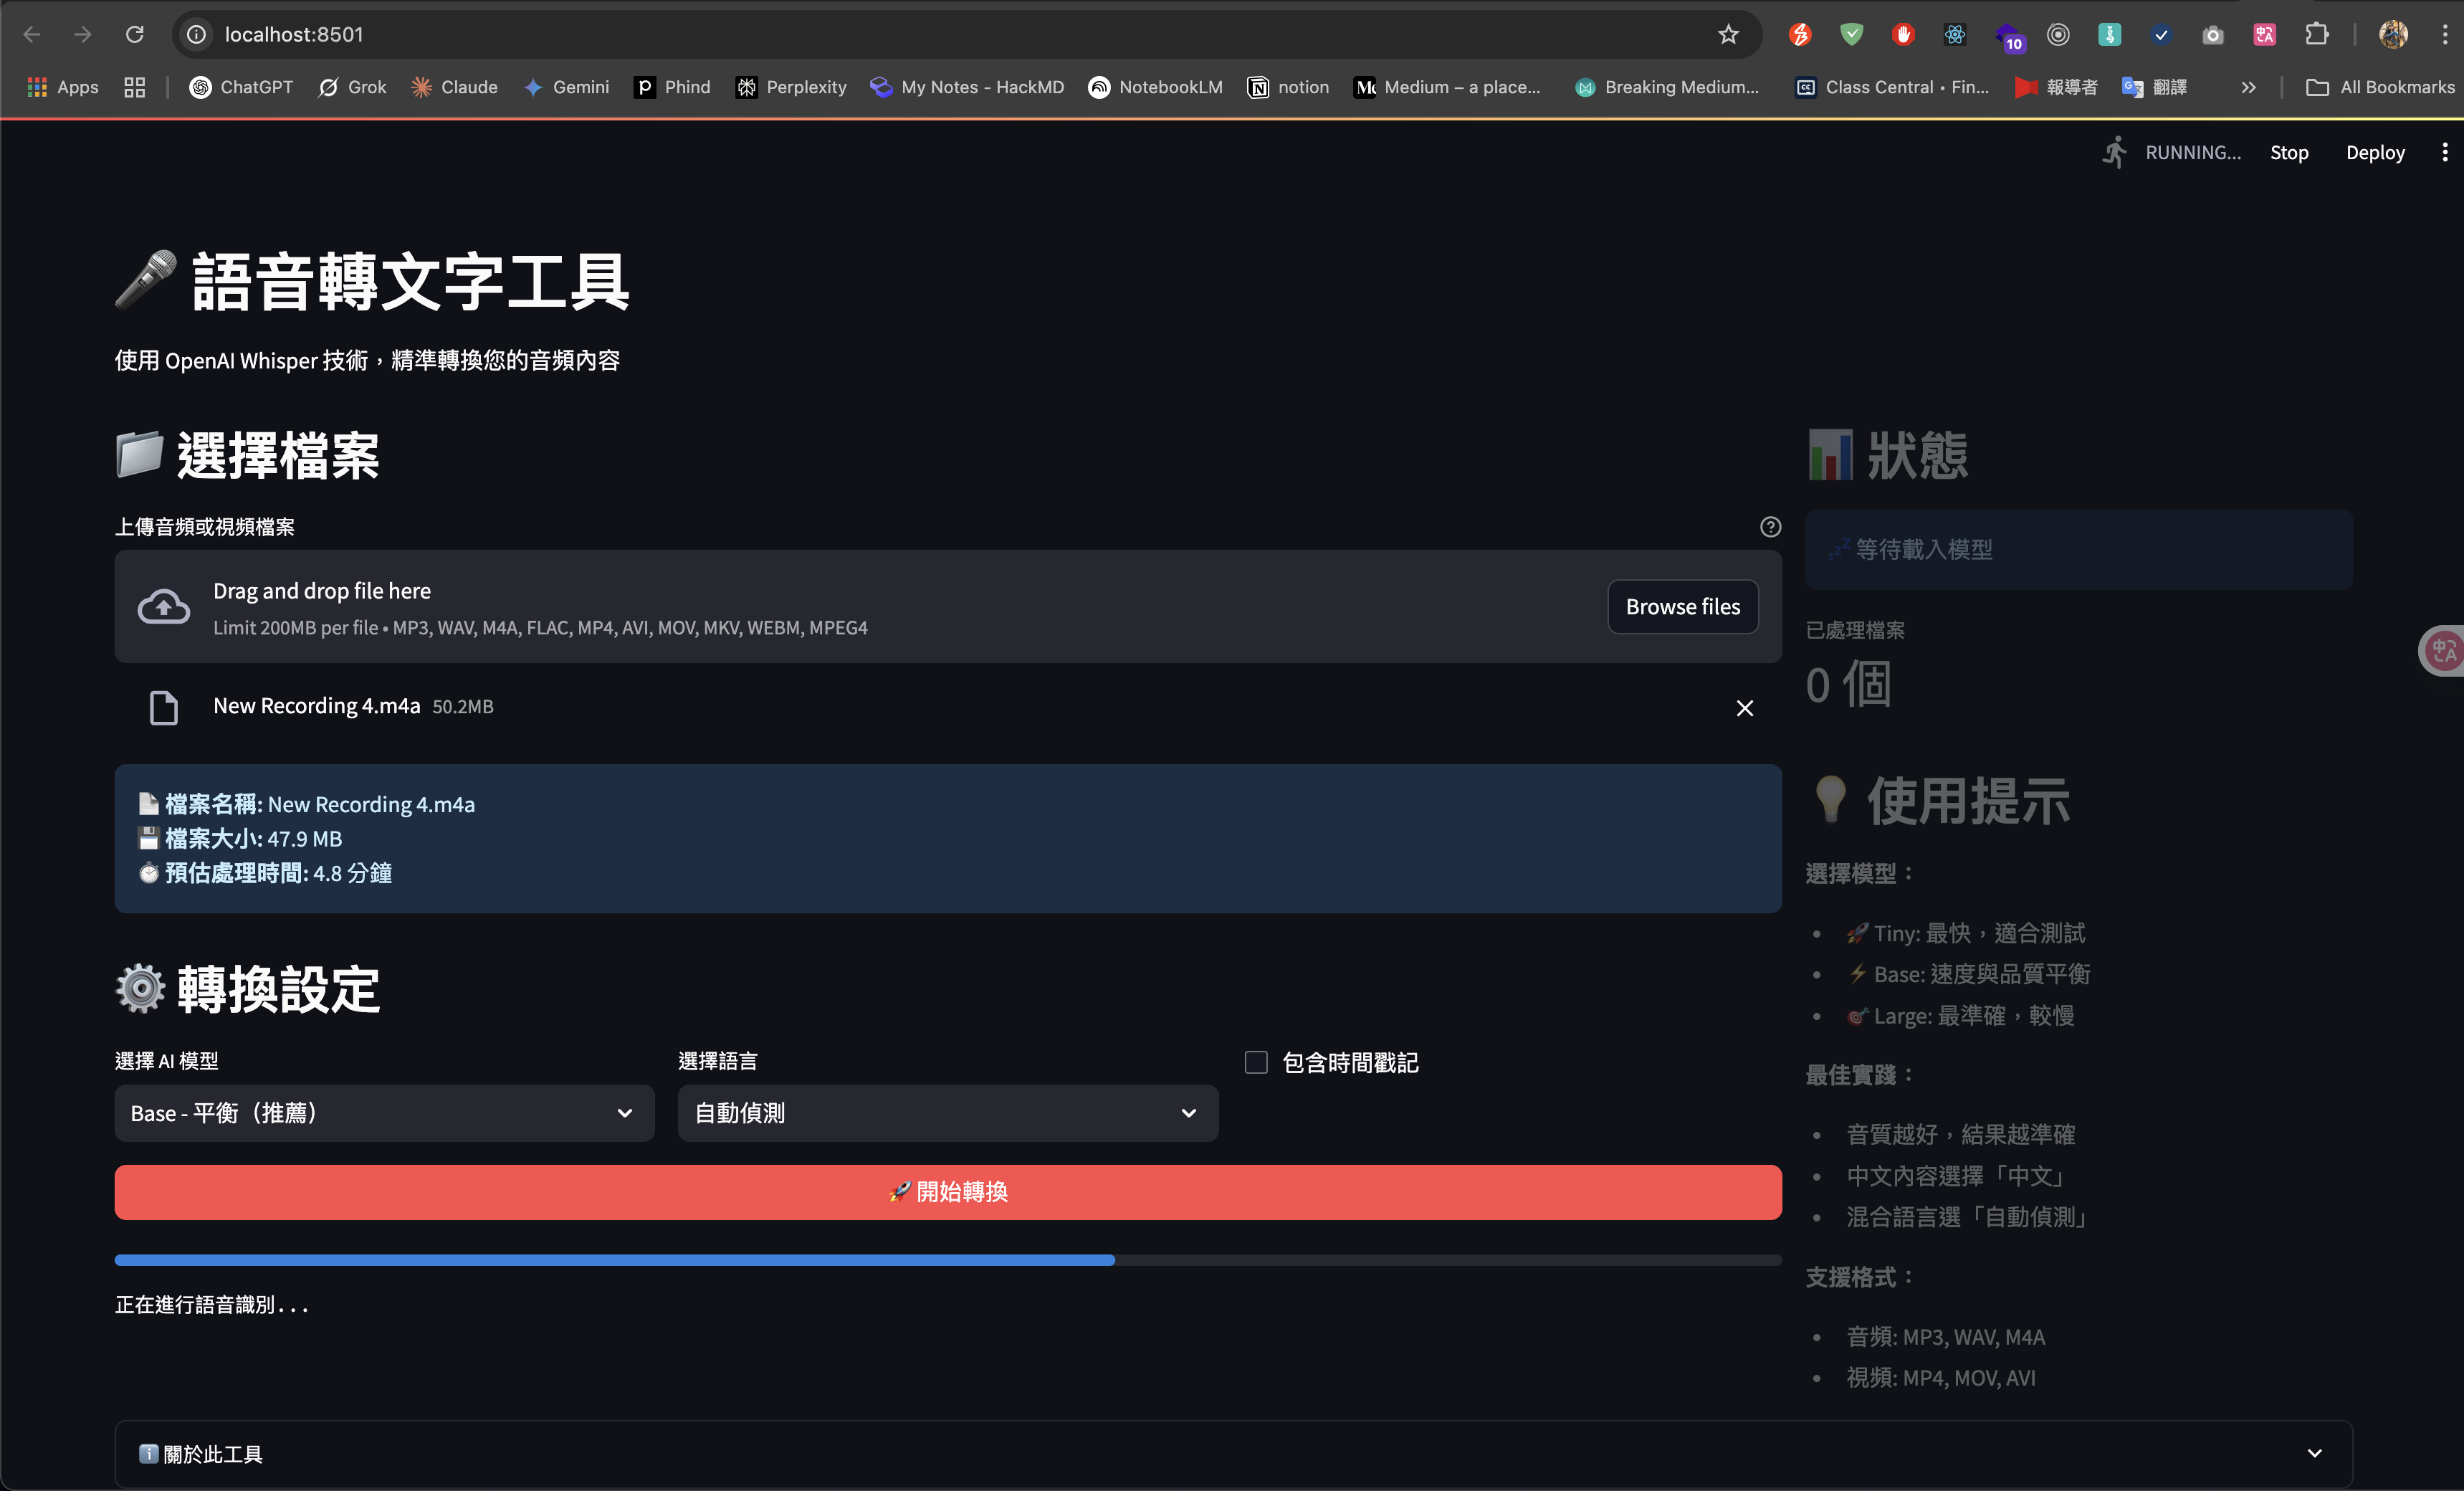 localhost:8501
10
Apps
ChatGPT
Grok
Claude
Gemini
Phind
Perplexity
My Notes - HackMD
NotebookLM
notion
Medium – a place...
Breaking Medium...
Class Central • Fin...
報導者
翻譯
All Bookmarks
RUNNING...
Stop
Deploy
語音轉文字工具
使用 OpenAI Whisper 技術，精準轉換您的音頻內容
選擇檔案
上傳音頻或視頻檔案
Drag and drop file here
Limit 200MB per file • MP3, WAV, M4A, FLAC, MP4, AVI, MOV, MKV, WEBM, MPEG4
Browse files
New Recording 4.m4a 50.2MB
檔案名稱: New Recording 4.m4a
檔案大小: 47.9 MB
預估處理時間: 4.8 分鐘
轉換設定
選擇 AI 模型
Base - 平衡（推薦）
選擇語言
自動偵測
包含時間戳記
開始轉換
正在進行語音識別...
狀態
💤 等待載入模型
已處理檔案
0 個
使用提示
選擇模型：
• 🚀 Tiny: 最快，適合測試
• ⚡ Base: 速度與品質平衡
• 🎯 Large: 最準確，較慢
最佳實踐：
• 音質越好，結果越準確
• 中文內容選擇「中文」
• 混合語言選「自動偵測」
支援格式：
• 音頻: MP3, WAV, M4A
• 視頻: MP4, MOV, AVI
關於此工具